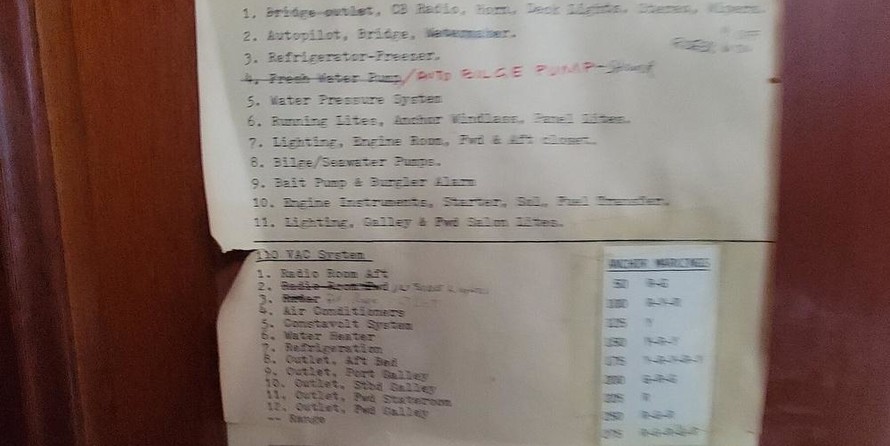 1. Bridge outlet, CB Radio, Horn, Deck Lights, Stereo, Wipers.
2. Autopilot, Bridge, Watermaker.
3. Refrigerator-Freezer.
4. Fresh Water Pump/AUTO BILGE PUMP-
5. Water Pressure System
6. Running Lites, Anchor Windlass, Panel Lites.
7. Lighting, Engine Room, Fwd & Aft closet.
8. Bilge/Seawater Pumps.
9. Bait Pump & Burgler Alarm
10. Engine Instruments, Starter, Sol, Fuel Transfer.
11. Lighting, Galley & Fwd Salon Lites.
110 VAC System
1. Radio Room Aft
2. Radio Room Fwd
3. Radar
4. Air Conditioners
5. Constavolt System
6. Water Heater
7. Refrigeration
8. Outlet, Aft Bed
9. Outlet, Port Galley
10. Outlet, Stbd Galley
11. Outlet, Fwd Stateroom
12. Outlet, Fwd Galley
-- Range
ANCHOR MARKINGS
50
100
125 Y
150
175
200
225 R
250
275